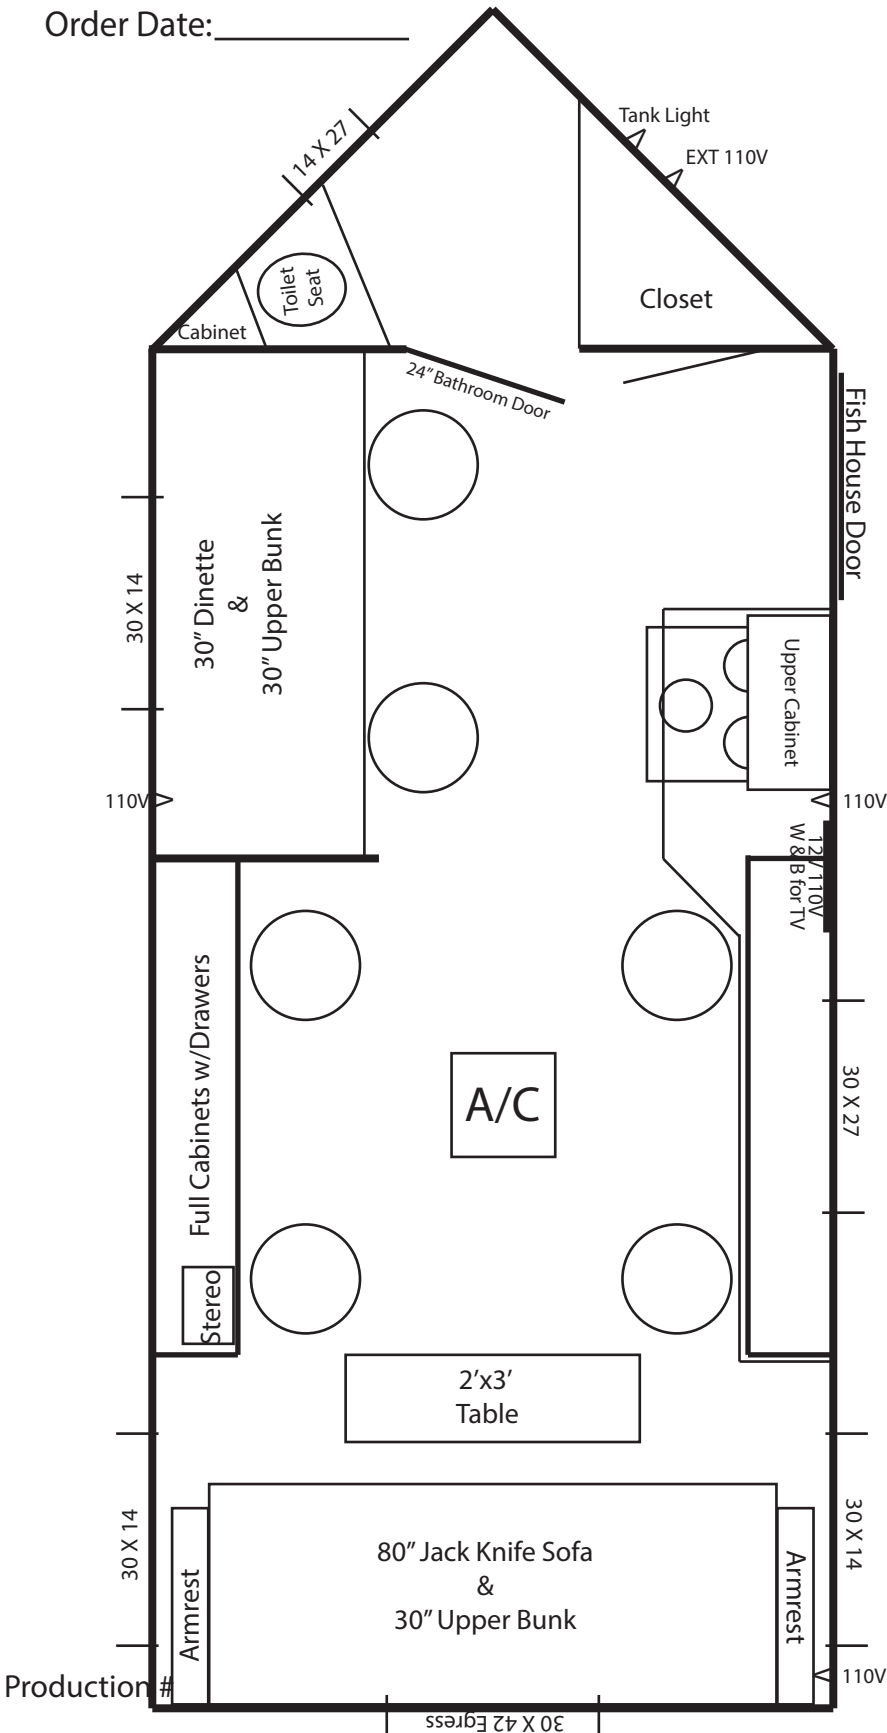 Order Date:
Tank Light
14 X 27
EXT 110V
Toilet
Seat
Closet
Cabinet
24" Bathroom Door
Fish House Door
30" Dinette
&
30" Upper Bunk
30 X 14
Upper Cabinet
110V
110V
12V 110V
W & B for TV
Full Cabinets w/Drawers
A/C
30 X 27
Stereo
2'x3'
Table
30 X 14
30 X 14
80" Jack Knife Sofa
&
30" Upper Bunk
Armrest
Armrest
Production #
110V
30 X 42 Egress